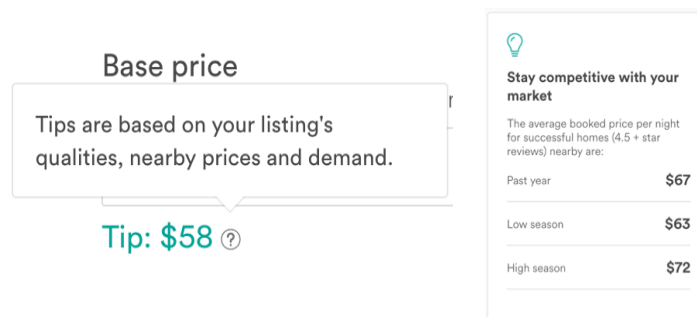 Base price
Tips are based on your listing's
qualities, nearby prices and demand.
Tip: $58 ?
Stay competitive with your
market
The average booked price per night
for successful homes (4.5 + star
reviews) nearby are:
Past year $67
Low season $63
High season $72